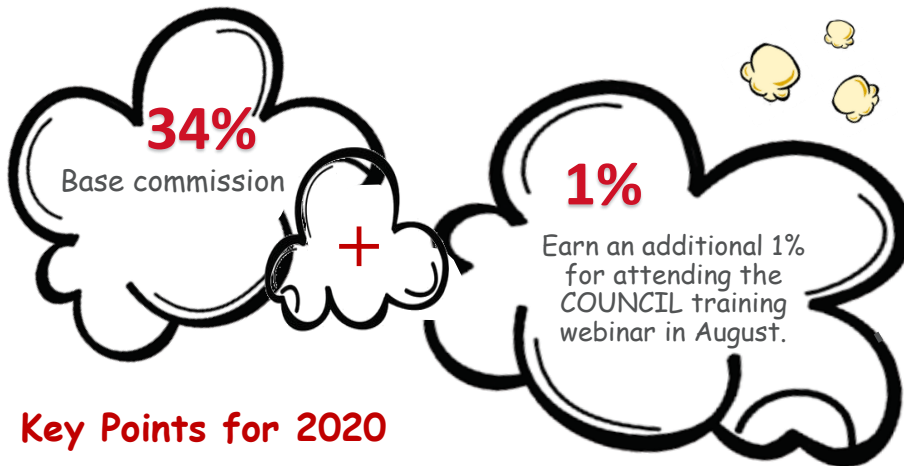 34%
Base commission
+
1%
Earn an additional 1%
for attending the
COUNCIL training
webinar in August.
Key Points for 2020